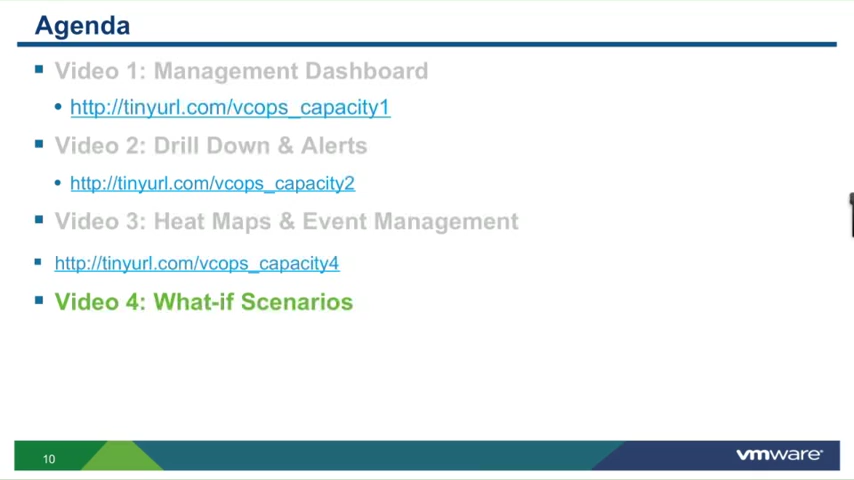 Agenda
Video 1: Management Dashboard
http://tinyurl.com/vcops_capacity1
Video 2: Drill Down & Alerts
http://tinyurl.com/vcops_capacity2
Video 3: Heat Maps & Event Management
http://tinyurl.com/vcops_capacity4
Video 4: What-if Scenarios
10
vmware®